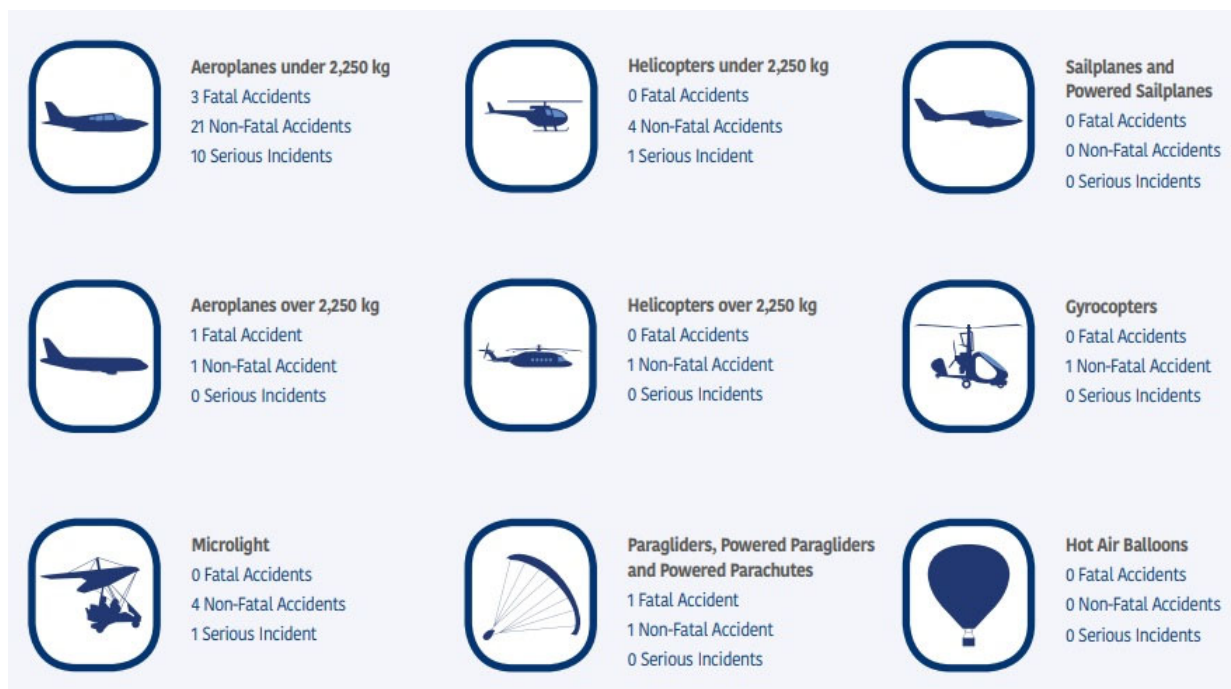 Aeroplanes under 2,250 kg
3 Fatal Accidents
21 Non-Fatal Accidents
10 Serious Incidents
Helicopters under 2,250 kg
0 Fatal Accidents
4 Non-Fatal Accidents
1 Serious Incident
Sailplanes and
Powered Sailplanes
0 Fatal Accidents
0 Non-Fatal Accidents
0 Serious Incidents
Aeroplanes over 2,250 kg
1 Fatal Accident
1 Non-Fatal Accident
0 Serious Incidents
Helicopters over 2,250 kg
0 Fatal Accidents
1 Non-Fatal Accident
0 Serious Incidents
Gyrocopters
0 Fatal Accidents
1 Non-Fatal Accident
0 Serious Incidents
Microlight
0 Fatal Accidents
4 Non-Fatal Accidents
1 Serious Incident
Paragliders, Powered Paragliders
and Powered Parachutes
1 Fatal Accident
1 Non-Fatal Accident
0 Serious Incidents
Hot Air Balloons
0 Fatal Accidents
0 Non-Fatal Accidents
0 Serious Incidents